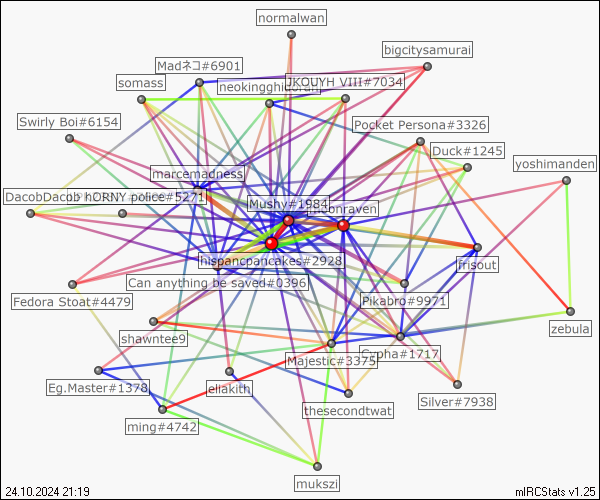 normalwan
bigcitysamurai
Madネコ#6901
somass
neokingghidorah
JKOUYH VIII#7034
Swirly Boi#6154
Pocket Persona#3326
Duck#1245
yoshimanden
marcemadness
DacobDacob
hORNY police#5271
Mushy#1984
moonraven
hispancpancakes#2928
frisout
Can anything be saved#0396
Fedora Stoat#4479
Pikabro#9971
zebula
shawntee9
Majestic#3375
Orpha#1717
Eg.Master#1378
eliakith
thesecondtwat
Silver#7938
ming#4742
mukszi
24.10.2024 21:19
mIRCStats v1.25